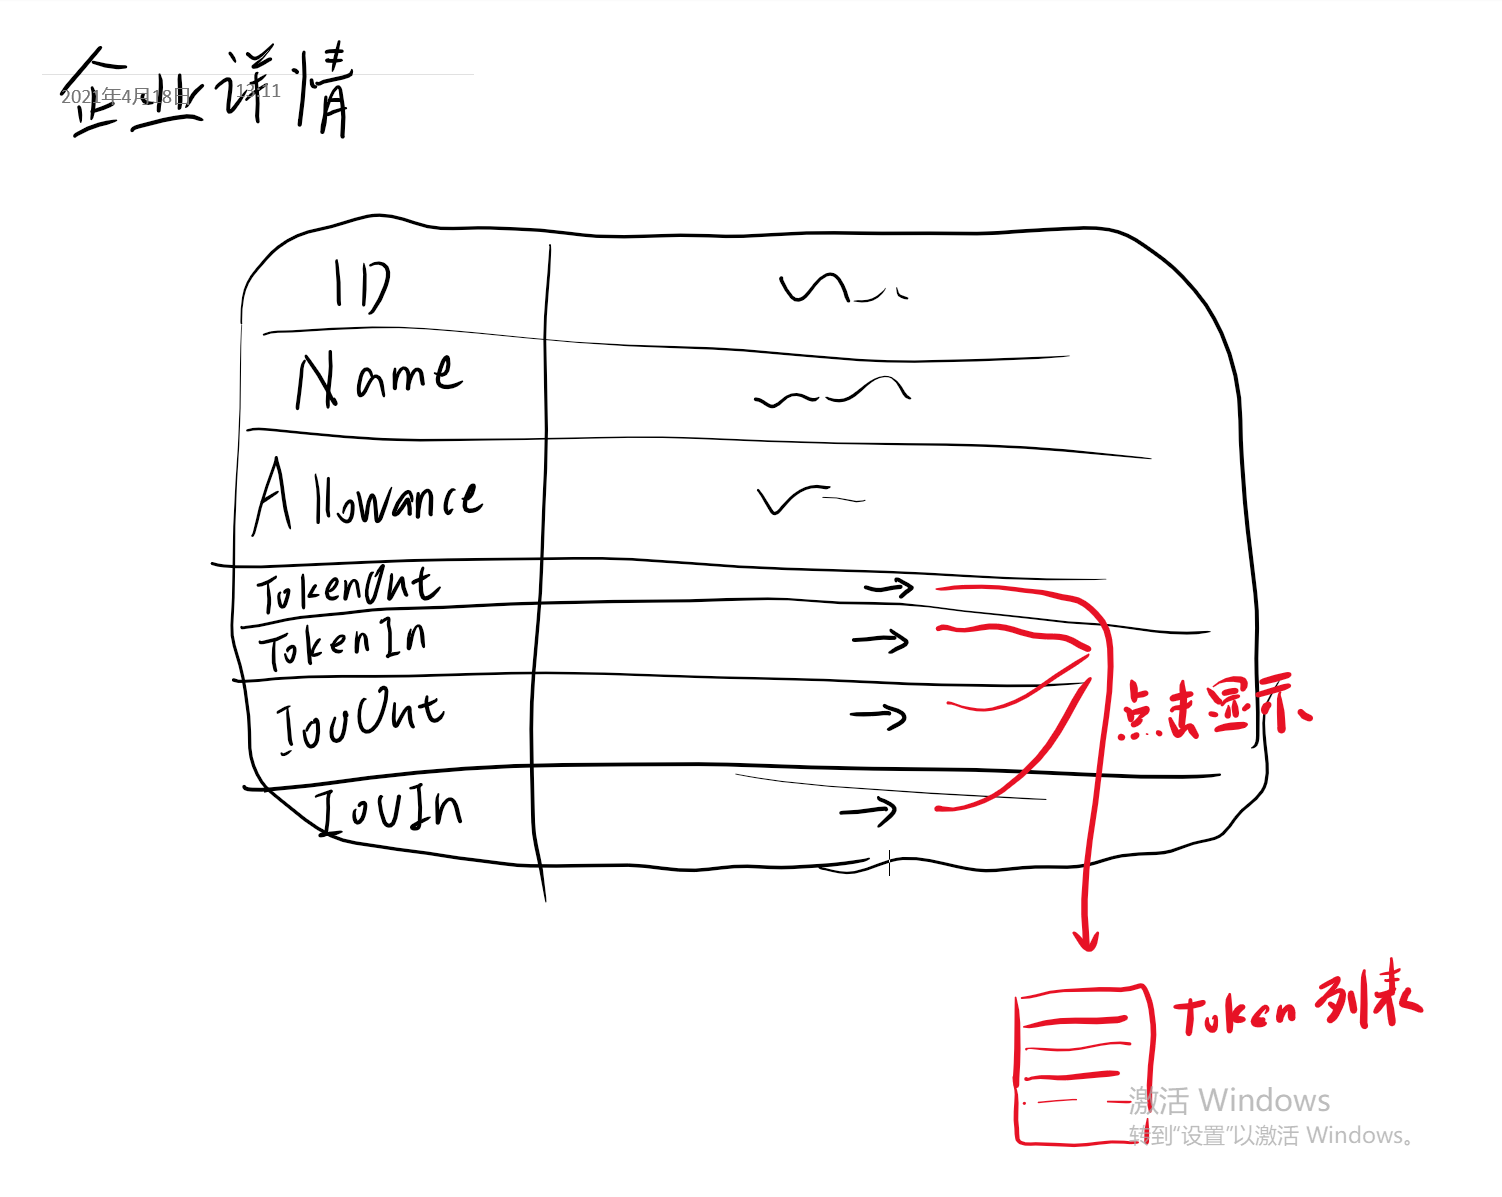 企业详情
2021年4月18日 13:11
ID
Name
Allowance
TokenOut
TokenIn
IouOut
IouIn
点击显示
Token 列表
激活 Windows
转到“设置”以激活 Windows。